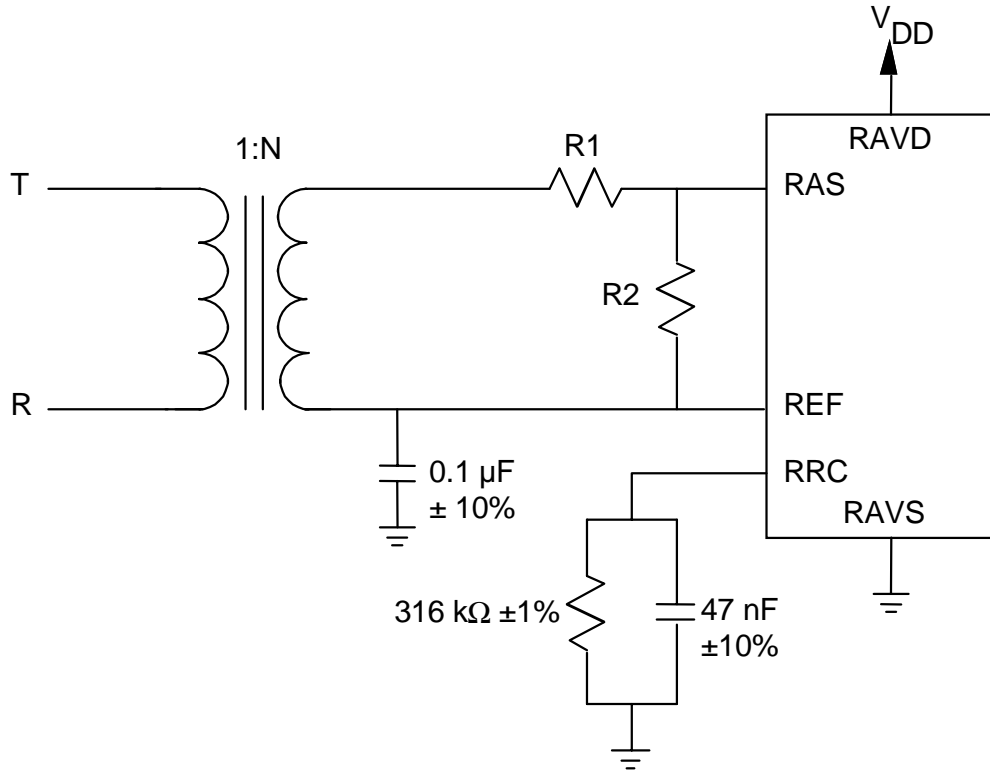 V
DD
1:N
R1
RAVD
T
RAS
R2
R
REF
0.1 µF
± 10%
RRC
RAVS
316 kΩ ±1%
47 nF
±10%